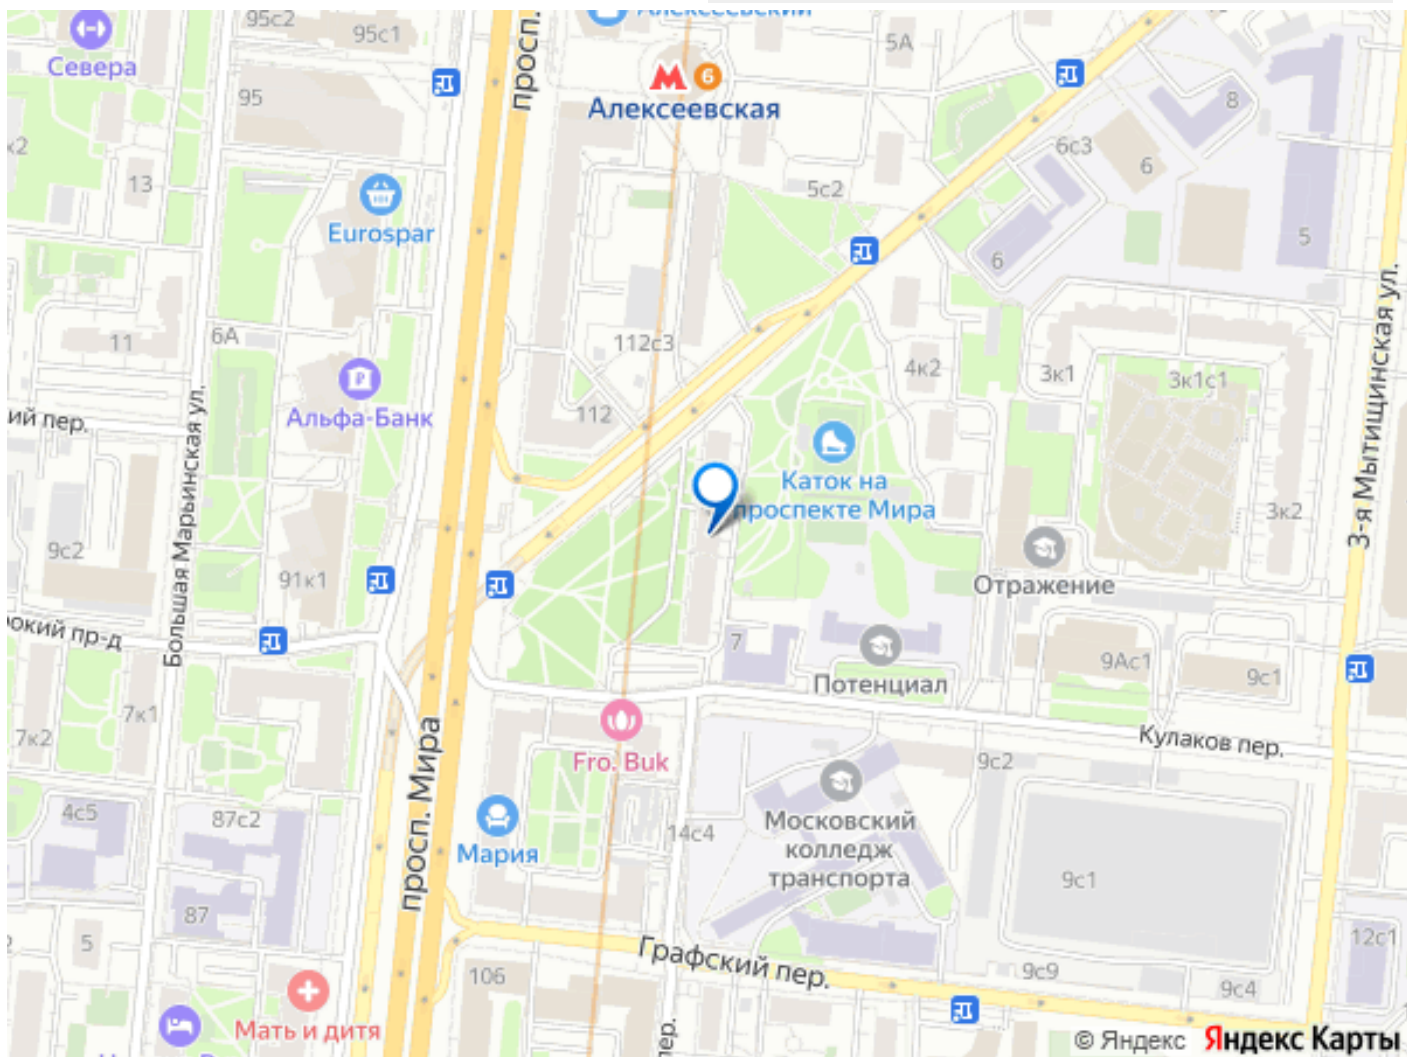 95с2
95с1
Алексеевский
5А
Севера
просп.
6
Алексеевская
95
8
к2
6с3
6
13
5с2
Eurospar
6
5
11
6А
112с3
4к2
3к1
3к1с1
ий пер.
Альфа-Банк
112
Большая Марьинская ул.
3-я Мытищинская ул.
Каток на
проспекте Мира
3к2
9с2
91к1
Отражение
окий пр-д
7
9Ас1
9с1
Потенциал
7к1
7к2
Кулаков пер.
просп. Мира
Fro. Buk
9с2
4с5
87с2
14с4
Московский
колледж
транспорта
Мария
9с1
87
5
Графский пер.
12с1
106
9с9
9с4
Мать и дитя
пер.
© Яндекс Яндекс Карты